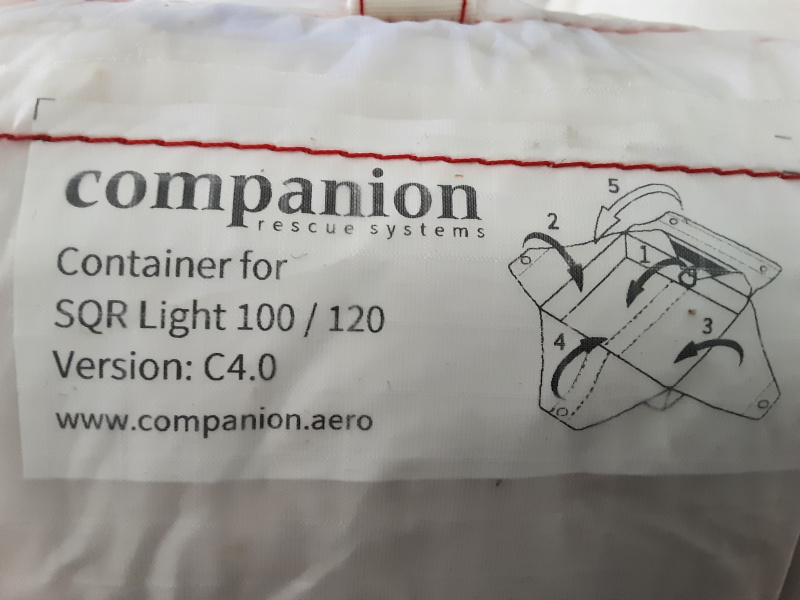 companion
rescue systems
Container for
SQR Light 100 / 120
Version: C4.0
www.companion.aero
5
2
1
3
4